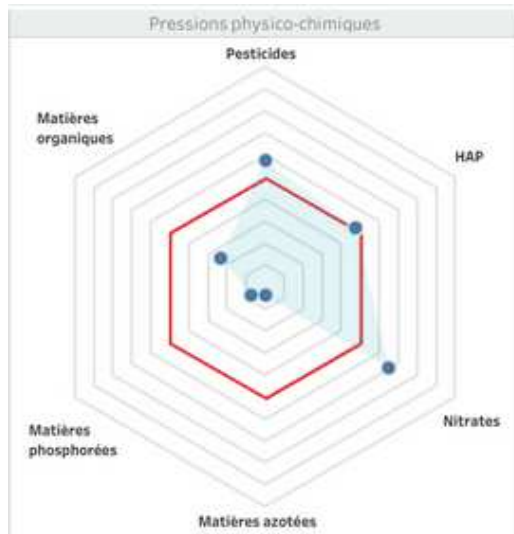 Pressions physico-chimiques
Pesticides
Matières
organiques
HAP
Nitrates
Matières
phosphorées
Matières azotées